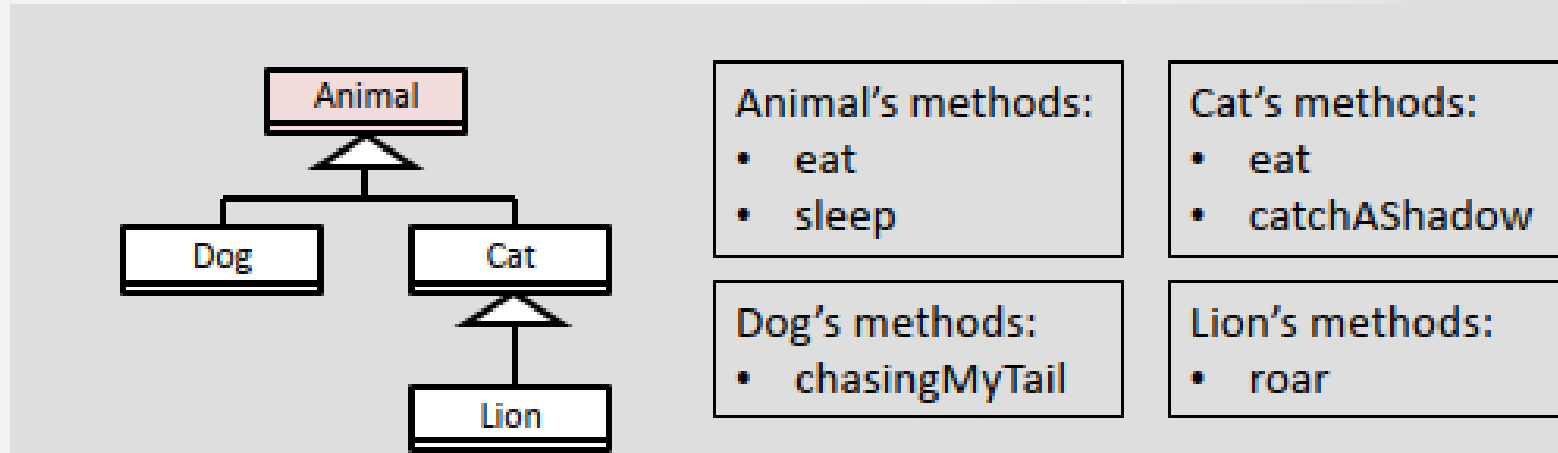 Animal
Dog
Cat
Lion
Animal's methods:
• eat
• sleep
Cat's methods:
• eat
• catchAShadow
Dog's methods:
• chasingMyTail
Lion's methods:
• roar